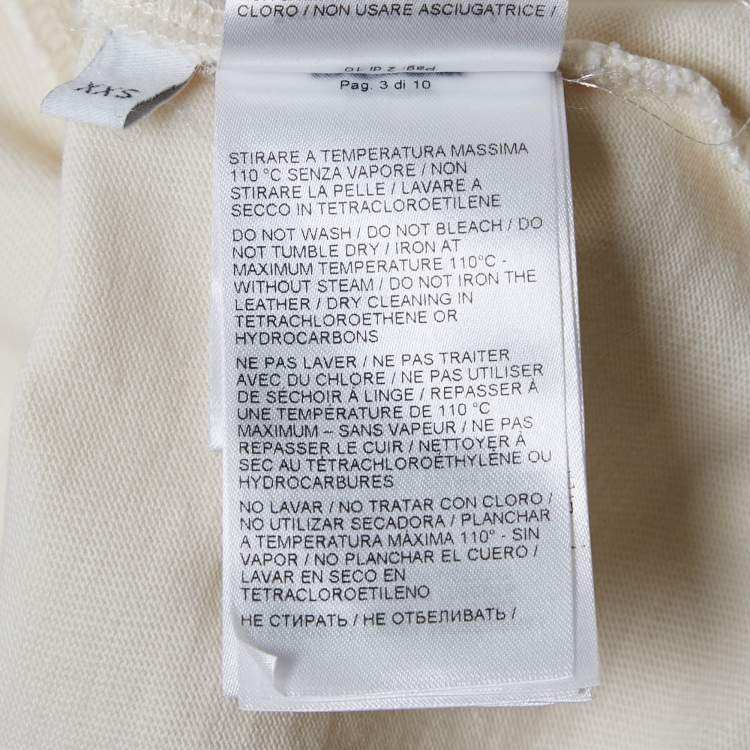 CLORO / NON USARE ASCIUGATRICE /
XXS
Pag. 2 di 10
Pag. 3 di 10
STIRARE A TEMPERATURA MASSIMA
110 °C SENZA VAPORE / NON
STIRARE LA PELLE / LAVARE A
SECCO IN TETRACLOROETILENE
DO NOT WASH / DO NOT BLEACH / DO
NOT TUMBLE DRY / IRON AT
MAXIMUM TEMPERATURE 110°C -
WITHOUT STEAM / DO NOT IRON THE
LEATHER / DRY CLEANING IN
TETRACHLOROETHENE OR
HYDROCARBONS
NE PAS LAVER / NE PAS TRAITER
AVEC DU CHLORE / NE PAS UTILISER
DE SÉCHOIR À LINGE / REPASSER À
UNE TEMPÉRATURE DE 110 °C
MAXIMUM – SANS VAPEUR / NE PAS
REPASSER LE CUIR / NETTOYER À
SEC AU TÉTRACHLOROÉTHYLÈNE OU
HYDROCARBURES
NO LAVAR / NO TRATAR CON CLORO /
NO UTILIZAR SECADORA / PLANCHAR
A TEMPERATURA MÁXIMA 110° - SIN
VAPOR / NO PLANCHAR EL CUERO /
LAVAR EN SECO EN
TETRACLOROETILENO
НЕ СТИРАТЬ / НЕ ОТБЕЛИВАТЬ /